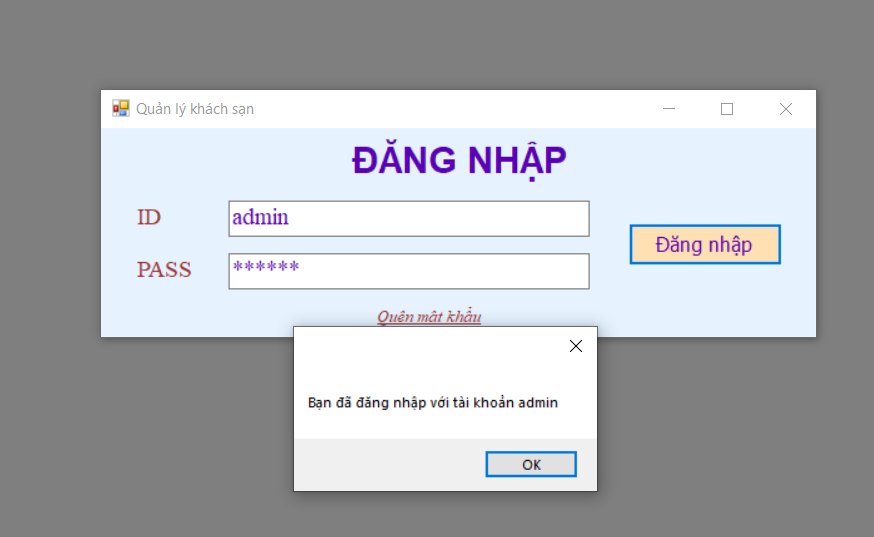 Quản lý khách sạn
ĐĂNG NHẬP
ID
admin
Đăng nhập
PASS
******
Quên mât khẩu
Bạn đã đăng nhập với tài khoản admin
OK